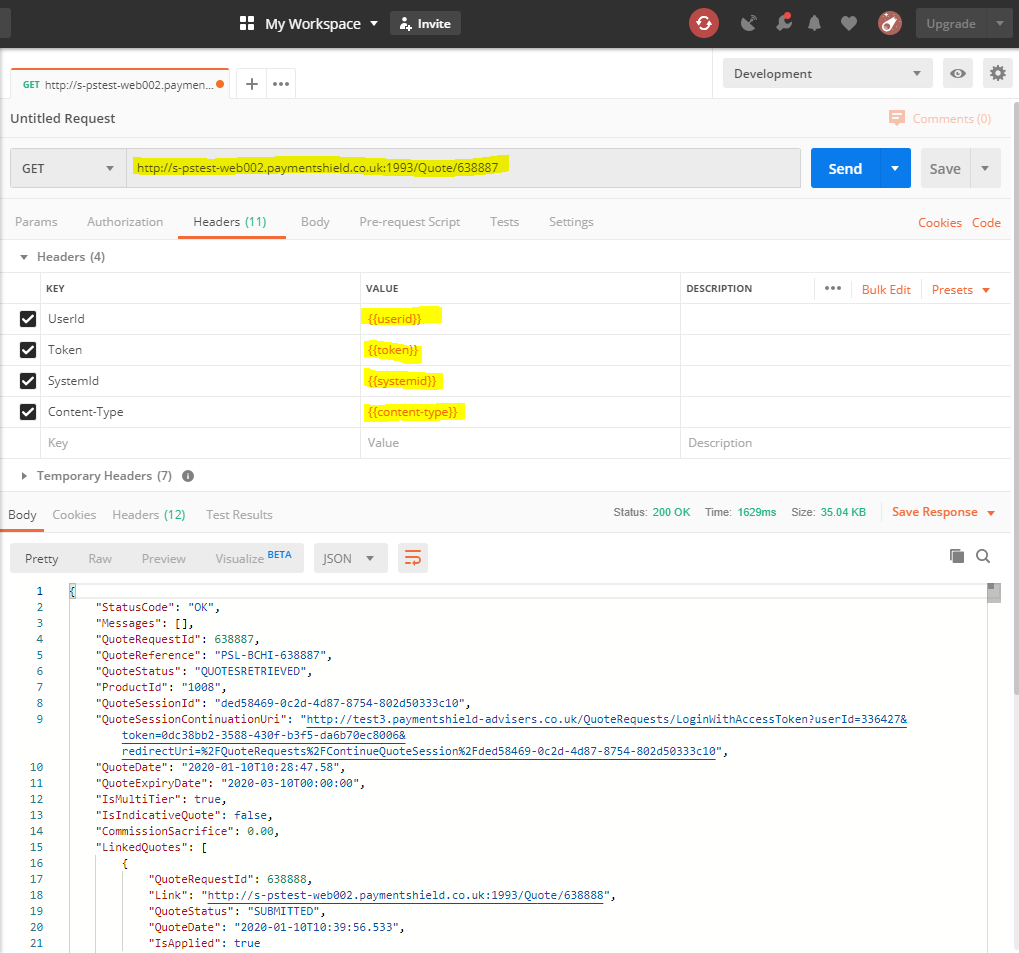 My Workspace Invite Upgrade
GET http://s-pstest-web002.paymen... Development
Untitled Request Comments (0)
GET http://s-pstest-web002.paymentshield.co.uk:1993/Quote/638887 Send Save
Params Authorization Headers (11) Body Pre-request Script Tests Settings Cookies Code
Headers (4)
KEY VALUE DESCRIPTION ••• Bulk Edit Presets
UserId {{userid}}
Token {{token}}
SystemId {{systemid}}
Content-Type {{content-type}}
Key Value Description
Temporary Headers (7)
Body Cookies Headers (12) Test Results Status: 200 OK Time: 1629ms Size: 35.04 KB Save Response
Pretty Raw Preview Visualize BETA JSON
1 {
2 "StatusCode": "OK",
3 "Messages": [],
4 "QuoteRequestId": 638887,
5 "QuoteReference": "PSL-BCHI-638887",
6 "QuoteStatus": "QUOTESRETRIEVED",
7 "ProductId": "1008",
8 "QuoteSessionId": "ded58469-0c2d-4d87-8754-802d50333c10",
9 "QuoteSessionContinuationUri": "http://test3.paymentshield-advisers.co.uk/QuoteRequests/LoginWithAccessToken?userId=336427&
token=0dc38bb2-3588-430f-b3f5-da6b70ec8006&
redirectUri=%2FQuoteRequests%2FContinueQuoteSession%2Fded58469-0c2d-4d87-8754-802d50333c10",
10 "QuoteDate": "2020-01-10T10:28:47.58",
11 "QuoteExpiryDate": "2020-03-10T00:00:00",
12 "IsMultiTier": true,
13 "IsIndicativeQuote": false,
14 "CommissionSacrifice": 0.00,
15 "LinkedQuotes": [
16 {
17 "QuoteRequestId": 638888,
18 "Link": "http://s-pstest-web002.paymentshield.co.uk:1993/Quote/638888",
19 "QuoteStatus": "SUBMITTED",
20 "QuoteDate": "2020-01-10T10:39:56.533",
21 "IsApplied": true